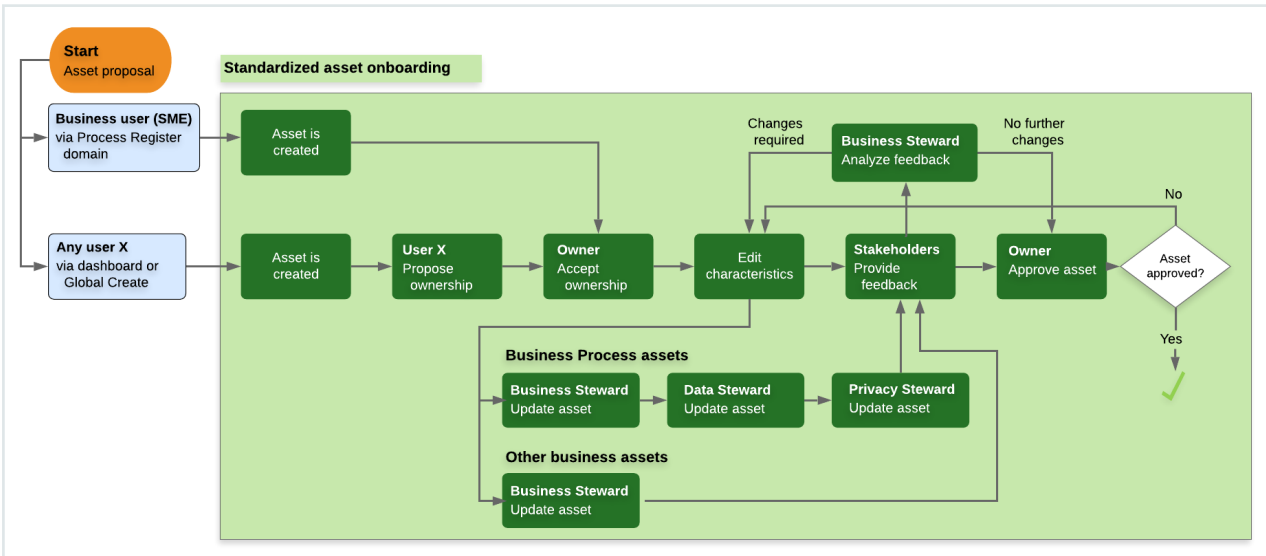 Start
Asset proposal
Standardized asset onboarding
Business user (SME)
via Process Register
domain
Asset is
created
Changes
required
Business Steward
Analyze feedback
No further
changes
No
Any user X
via dashboard or
Global Create
Asset is
created
User X
Propose
ownership
Owner
Accept
ownership
Edit
characteristics
Stakeholders
Provide
feedback
Owner
Approve asset
Asset
approved?
Yes
Business Process assets
Business Steward
Update asset
Data Steward
Update asset
Privacy Steward
Update asset
Other business assets
Business Steward
Update asset